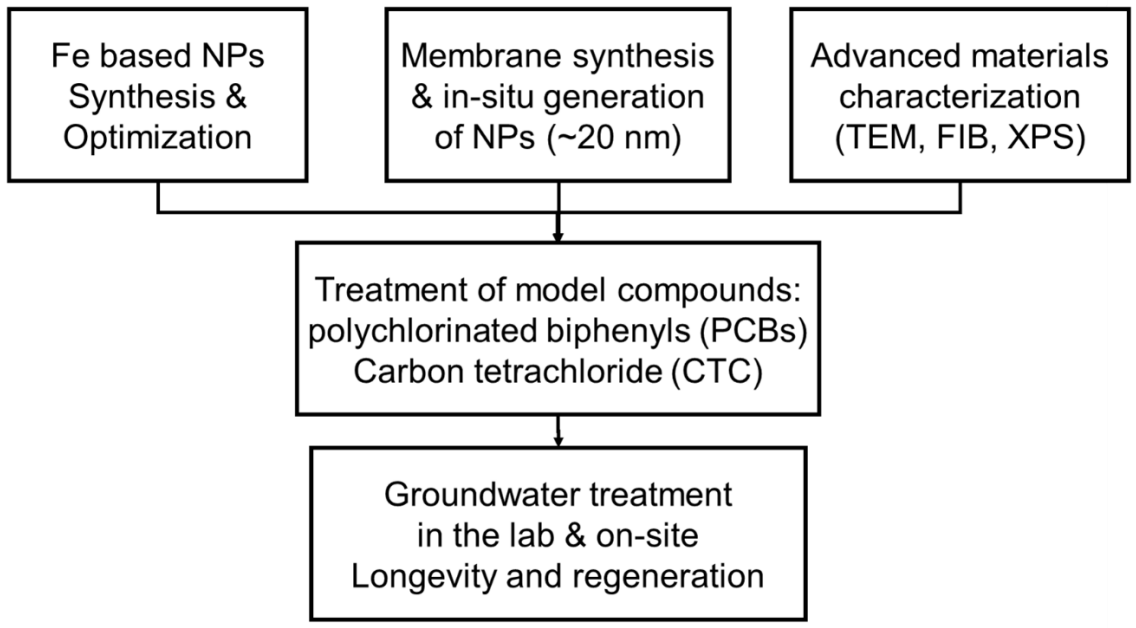 Fe based NPs
Synthesis &
Optimization
Membrane synthesis
& in-situ generation
of NPs (~20 nm)
Advanced materials
characterization
(TEM, FIB, XPS)
Treatment of model compounds:
polychlorinated biphenyls (PCBs)
Carbon tetrachloride (CTC)
Groundwater treatment
in the lab & on-site
Longevity and regeneration